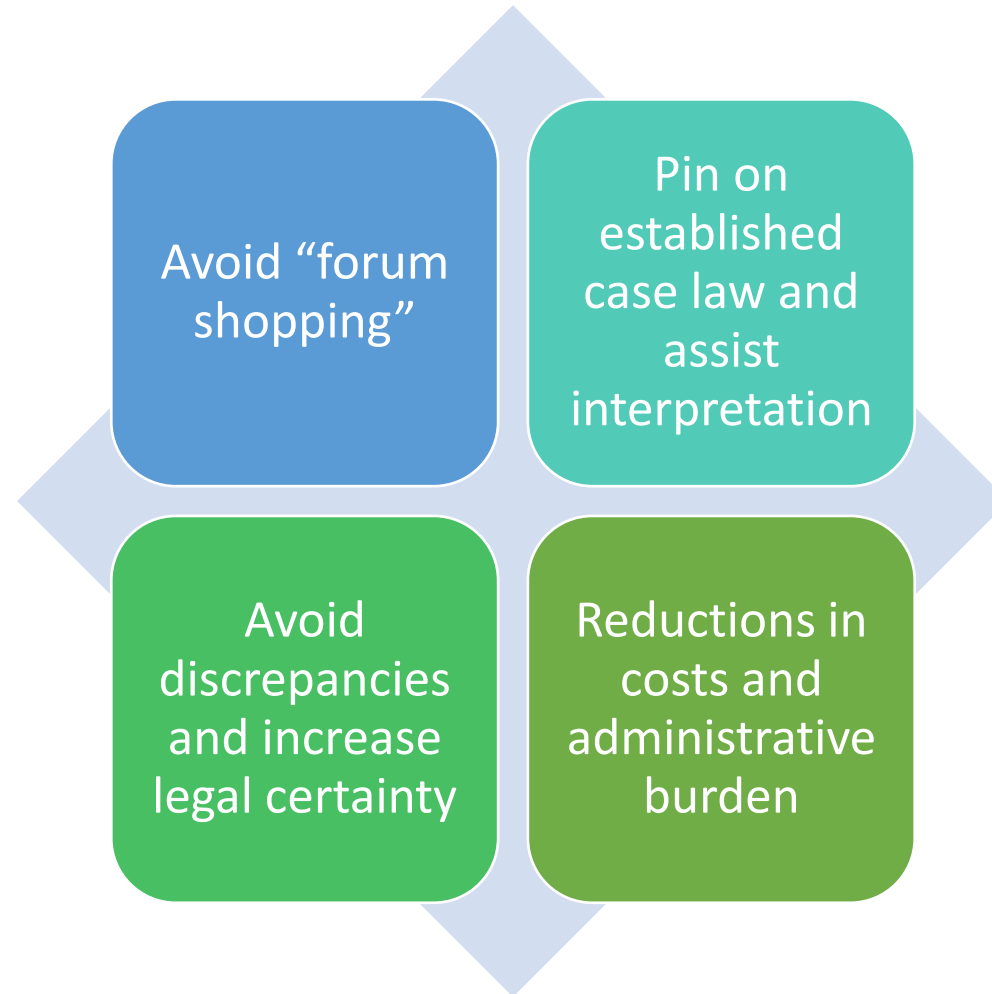 Avoid “forum
shopping”
Pin on
established
case law and
assist
interpretation
Avoid
discrepancies
and increase
legal certainty
Reductions in
costs and
administrative
burden